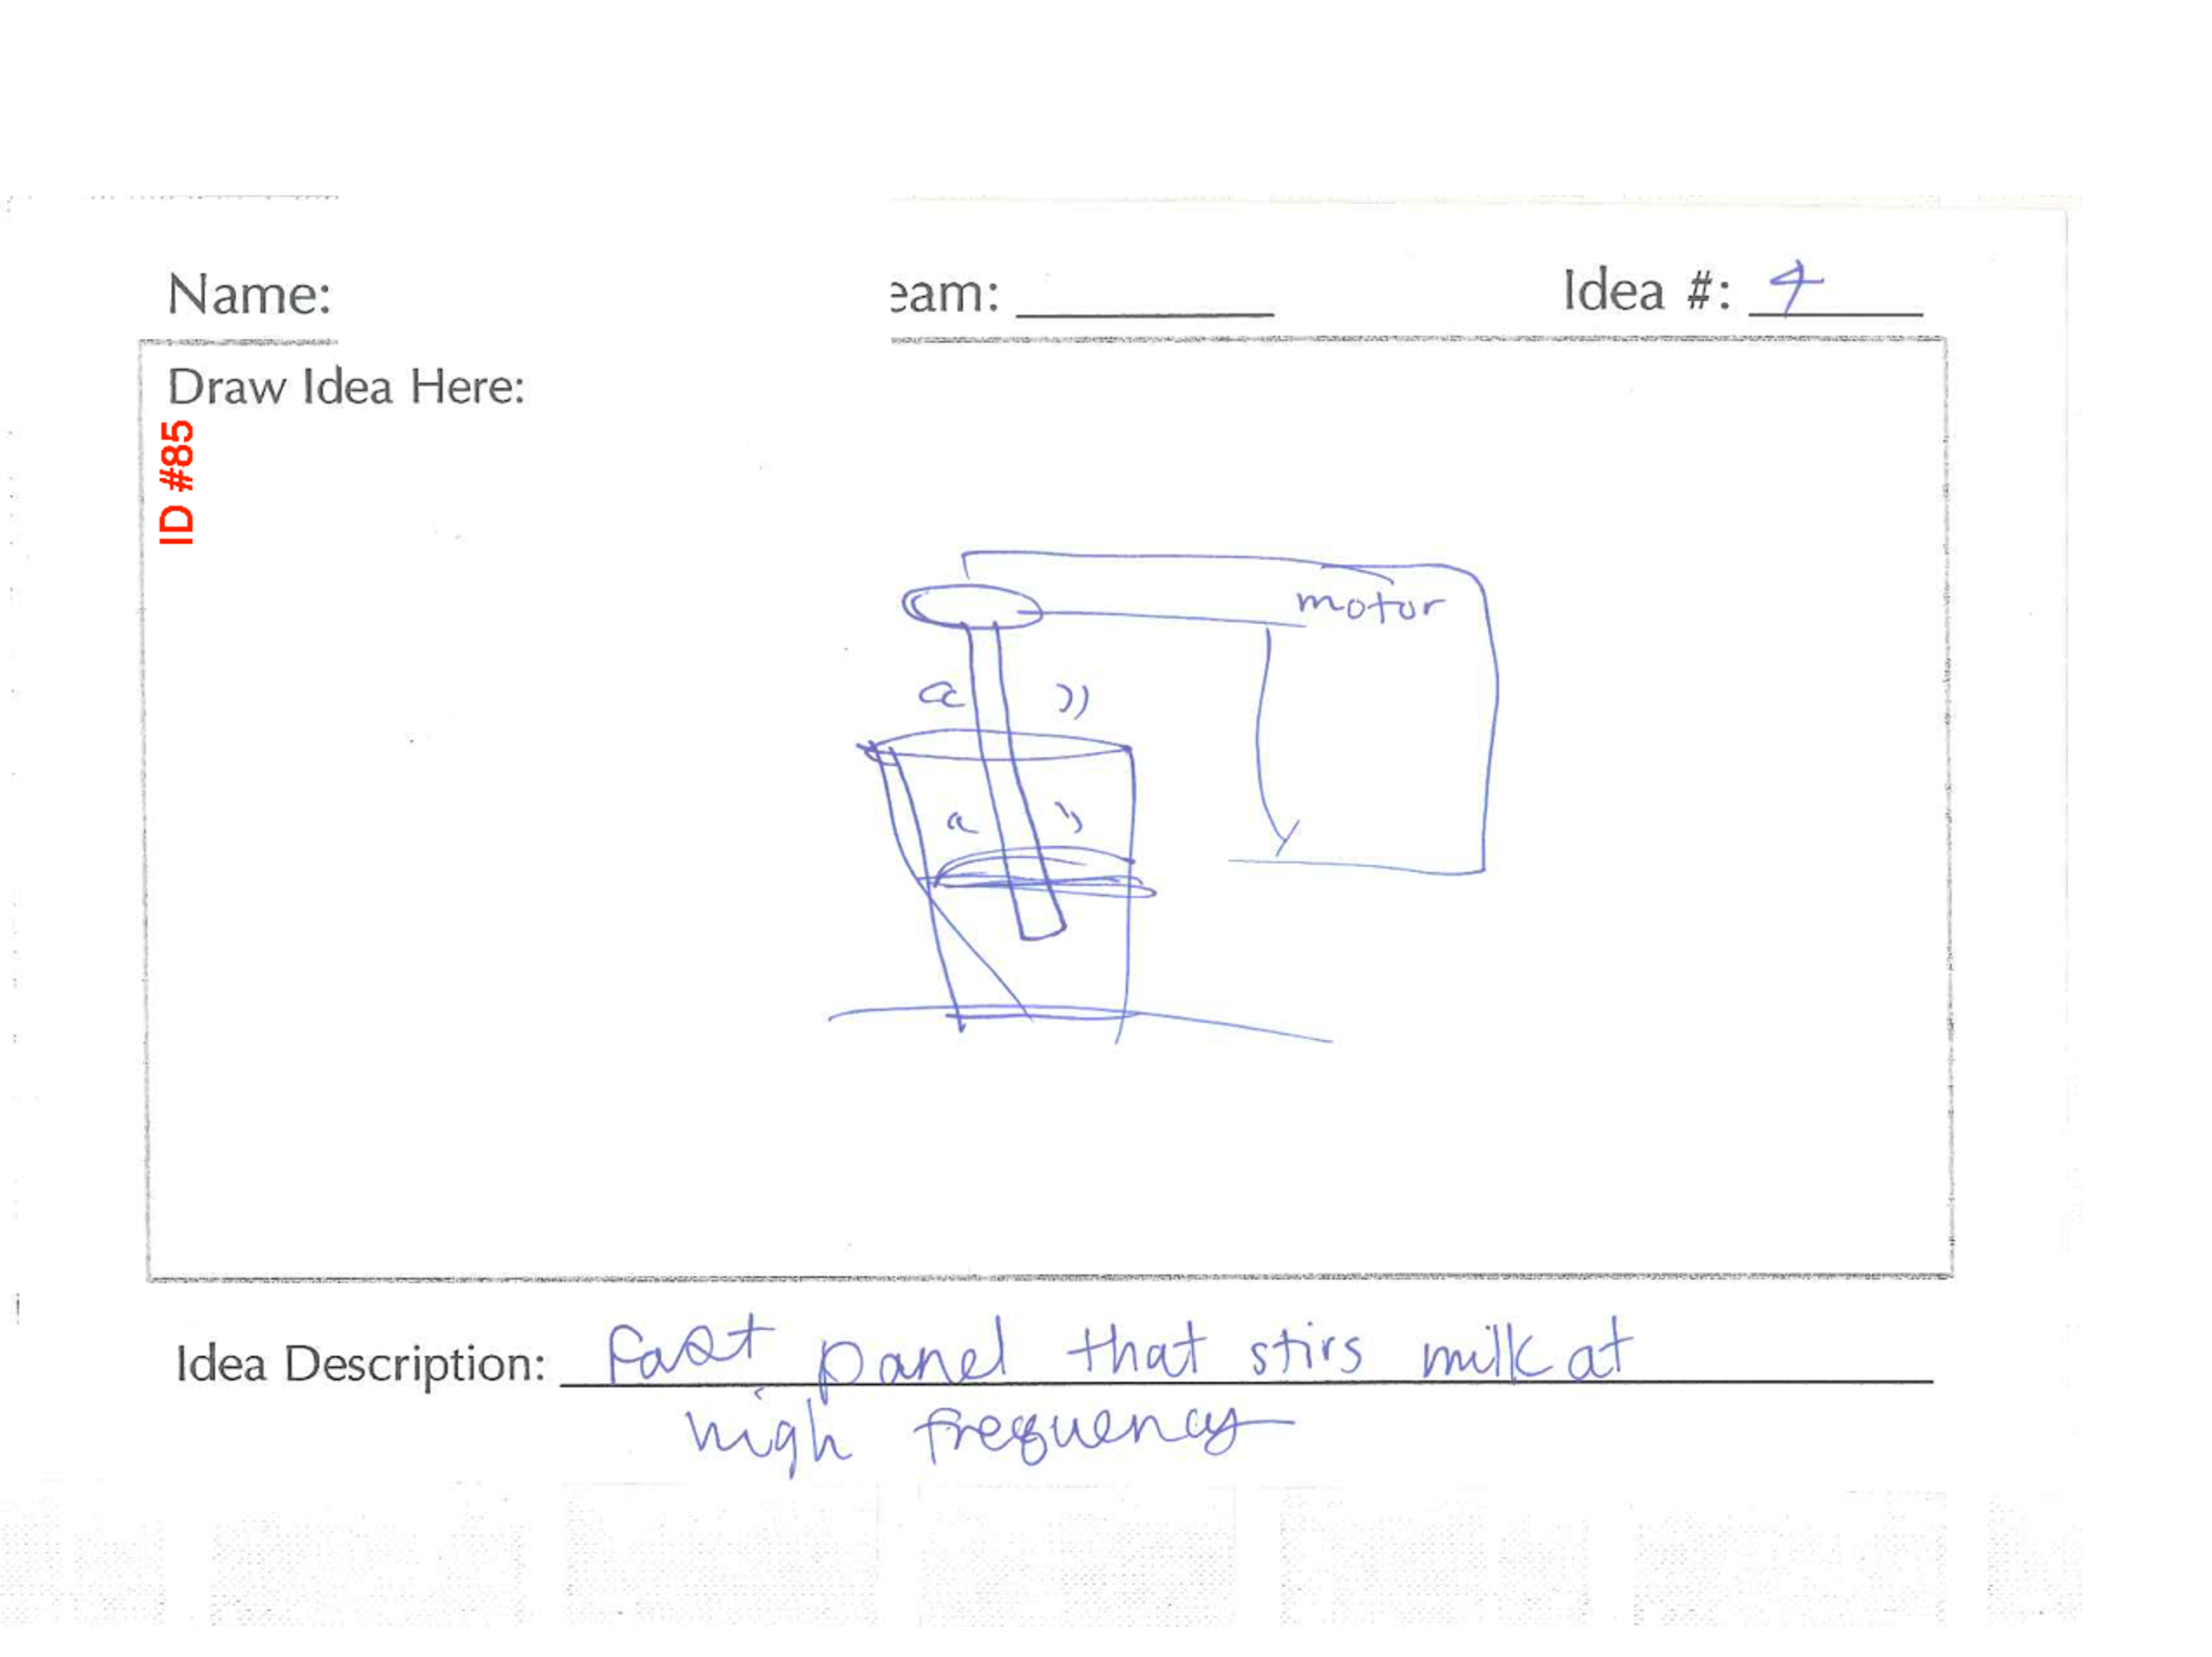 Name:
eam:
Idea #: 4
Draw Idea Here:
ID #85
motor
Idea Description: Fast panel that stirs milk at
high frequency